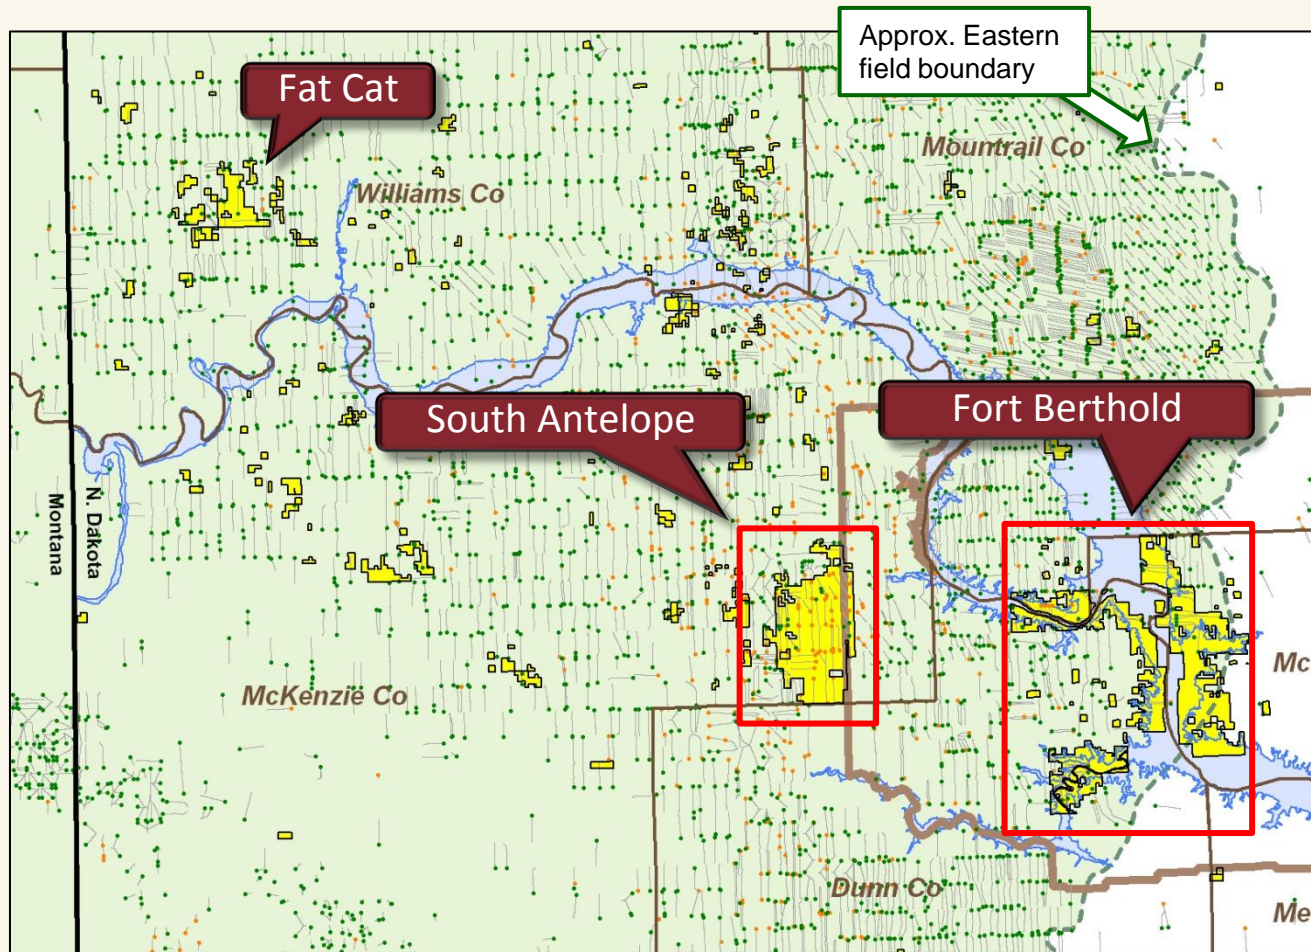 Approx. Eastern
field boundary
Fat Cat
Mountrail Co
Williams Co
South Antelope
Fort Berthold
Montana
N. Dakota
McKenzie Co
Mc
Dunn Co
Me